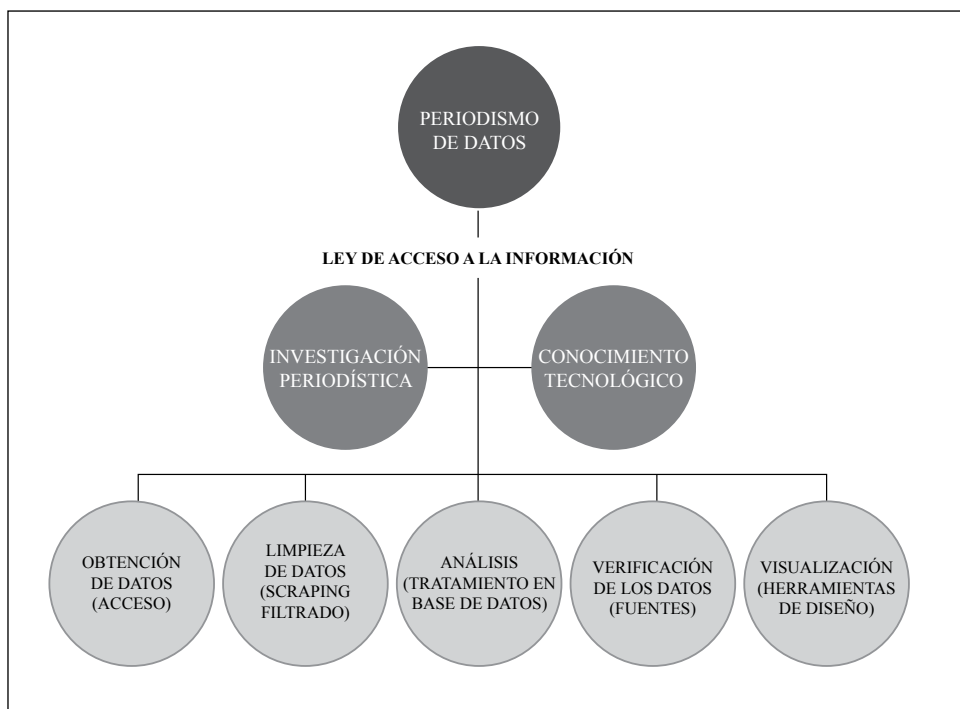 PERIODISMO
DE DATOS
LEY DE ACCESO A LA INFORMACIÓN
INVESTIGACIÓN
PERIODÍSTICA
CONOCIMIENTO
TECNOLÓGICO
OBTENCIÓN
DE DATOS
(ACCESO)
LIMPIEZA
DE DATOS
(SCRAPING
FILTRADO)
ANÁLISIS
(TRATAMIENTO EN
BASE DE DATOS)
VERIFICACIÓN
DE LOS DATOS
(FUENTES)
VISUALIZACIÓN
(HERRAMIENTAS
DE DISEÑO)